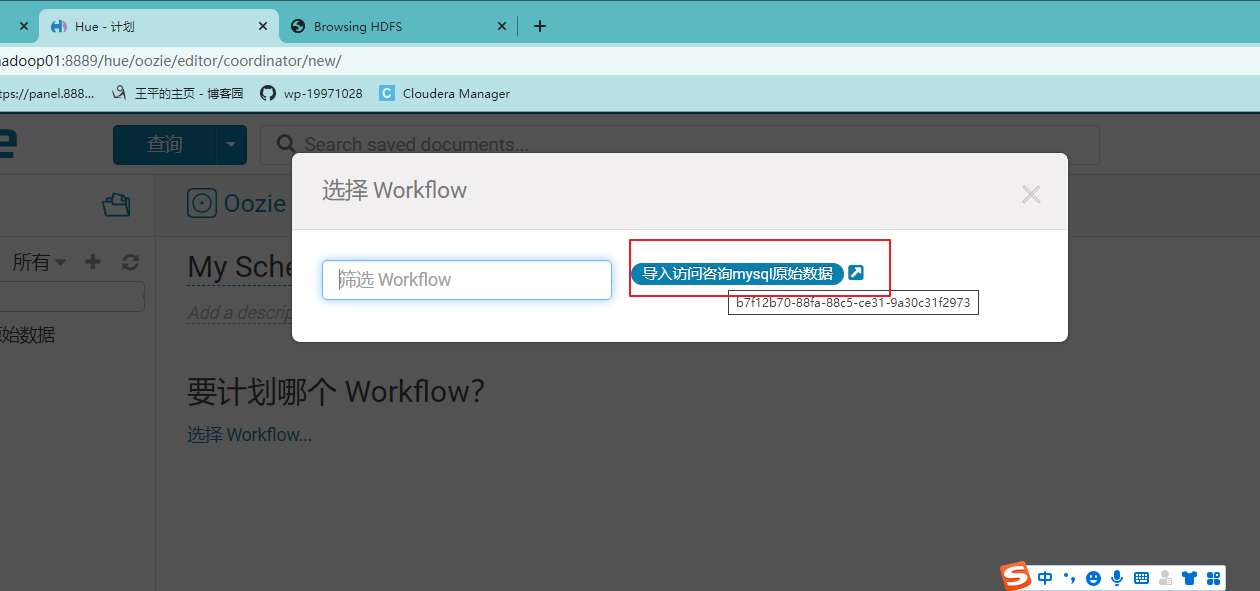 Hue - 计划
Browsing HDFS
adoop01:8889/hue/oozie/editor/coordinator/new/
tps://panel.888...
王平的主页 - 博客园
wp-19971028
C
Cloudera Manager
e
查询
Search saved documents...
选择 Workflow
Oozie
所有
My Sche
筛选 Workflow
导入访问咨询mysql原始数据
b7f12b70-88fa-88c5-ce31-9a30c31f2973
Add a descrip
始数据
要计划哪个 Workflow?
选择 Workflow...
S 中